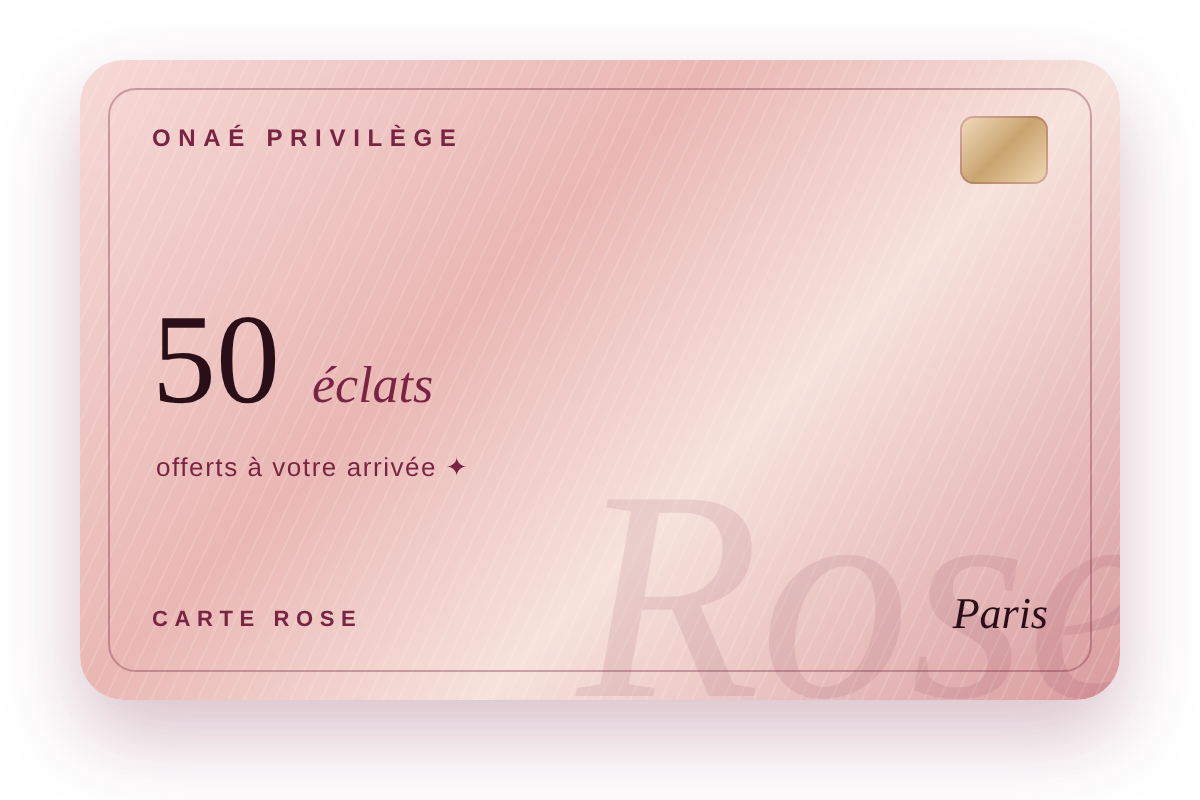 ONAÉ PRIVILÈGE
50 éclats
offerts à votre arrivée ✦
Rose
CARTE ROSE
Paris